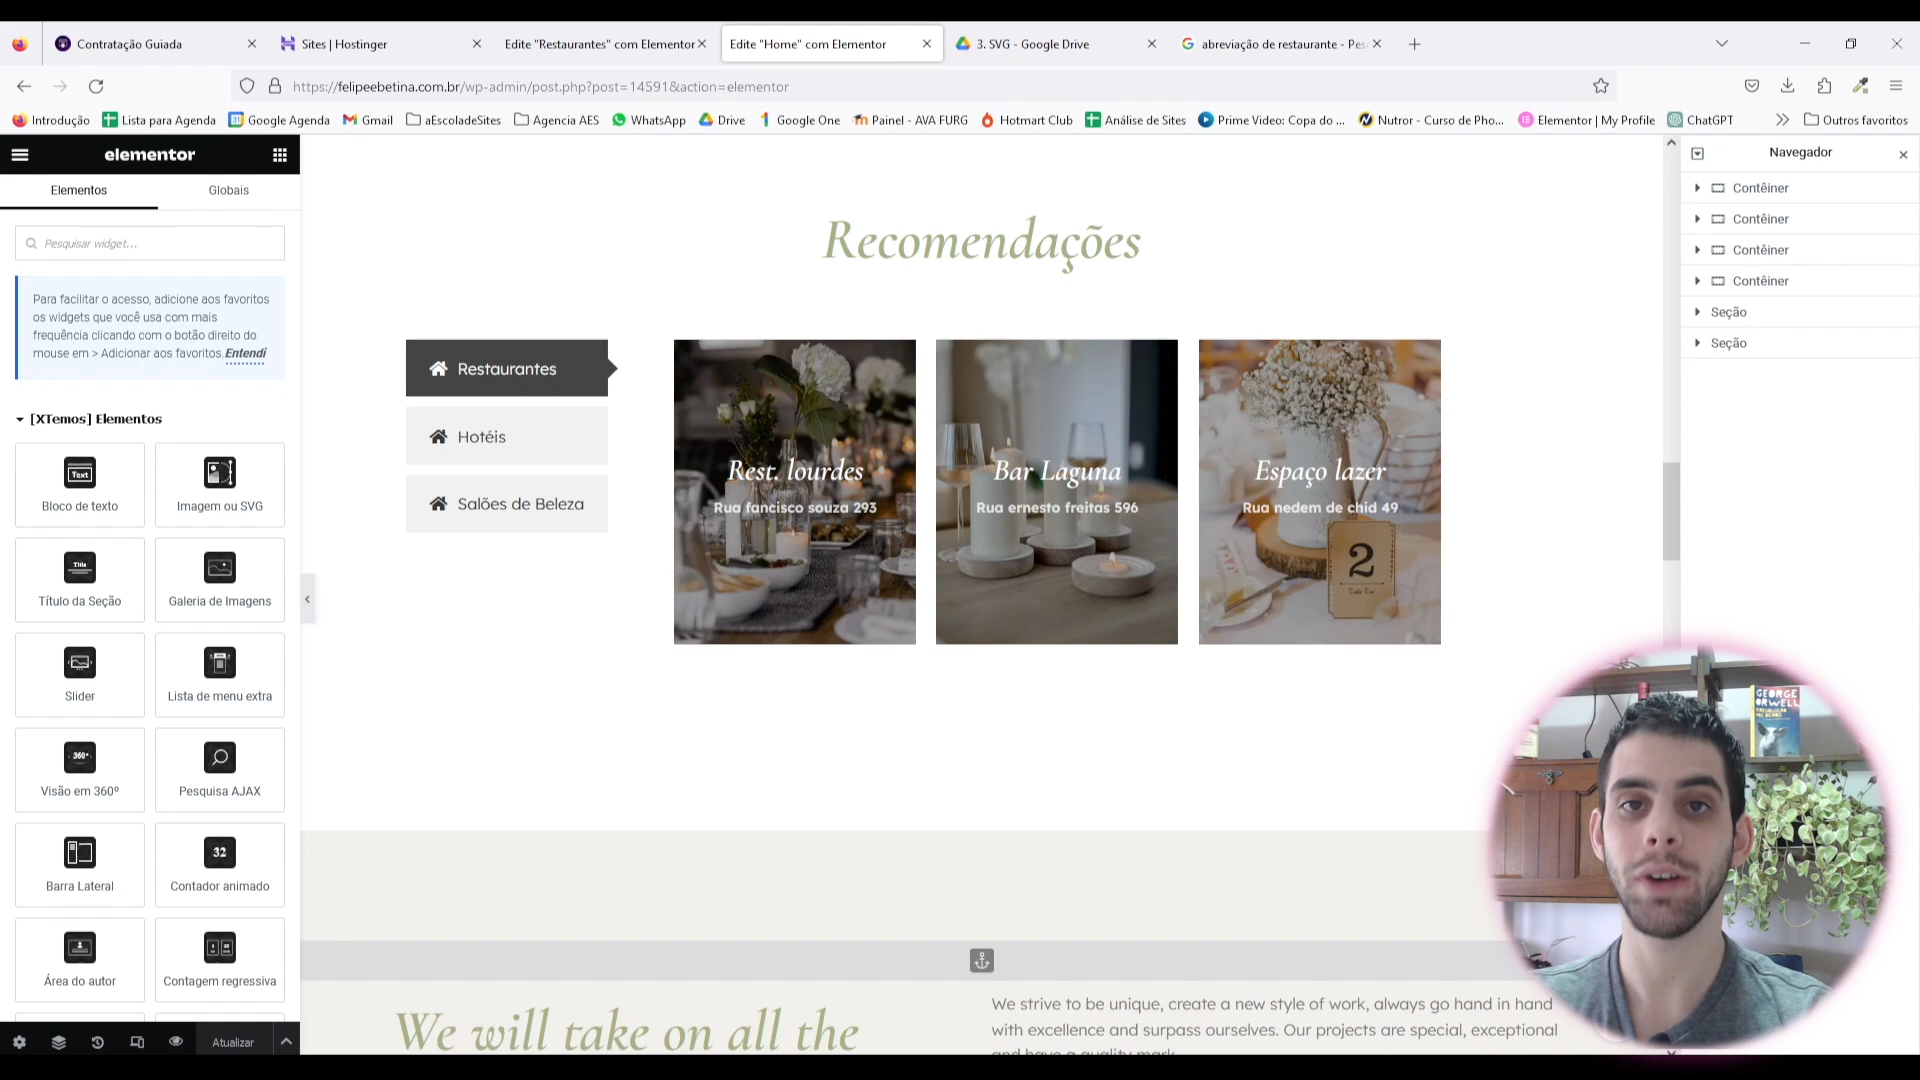 Contratação Guiada
Sites | Hostinger
Edite "Restaurantes" com Elementor
Edite "Home" com Elementor
3. SVG - Google Drive
abreviação de restaurante - Pes
https://felipeebetina.com.br/wp-admin/post.php?post=14591&action=elementor
Introdução
Lista para Agenda
Google Agenda
Gmail
aEscoladeSites
Agencia AES
WhatsApp
Drive
Google One
Painel - AVA FURG
Hotmart Club
Análise de Sites
Prime Video: Copa do ...
Nutror - Curso de Pho...
Elementor | My Profile
ChatGPT
Outros favoritos
elementor
Elementos
Globais
Pesquisar widget...
Para facilitar o acesso, adicione aos favoritos
os widgets que você usa com mais
frequência clicando com o botão direito do
mouse em > Adicionar aos favoritos. Entendi
[XTemos] Elementos
Text
Bloco de texto
Imagem ou SVG
Title
Título da Seção
Galeria de Imagens
Slider
Lista de menu extra
360°
Visão em 360º
Pesquisa AJAX
Barra Lateral
32
Contador animado
Área do autor
Contagem regressiva
Atualizar
Recomendações
Restaurantes
Hotéis
Salões de Beleza
Rest. lourdes
Rua fancisco souza 293
Bar Laguna
Rua ernesto freitas 596
Espaço lazer
Rua nedem de chid 49
2
We will take on all the
We strive to be unique, create a new style of work, always go hand in hand
with excellence and surpass ourselves. Our projects are special, exceptional
and have a quality mark
Navegador
Contêiner
Contêiner
Contêiner
Contêiner
Seção
Seção
GEORGE
ORWELL